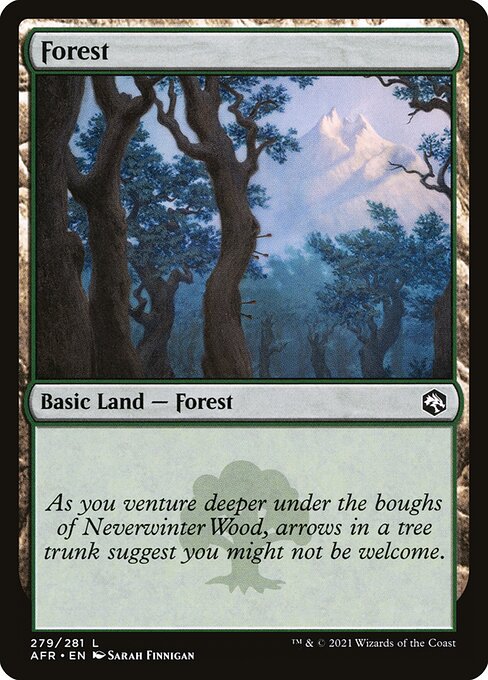 Forest
Basic Land — Forest
As you venture deeper under the boughs
of Neverwinter Wood, arrows in a tree
trunk suggest you might not be welcome.
279/281 L
™ & © 2021 Wizards of the Coast
AFR • EN Sarah Finnigan